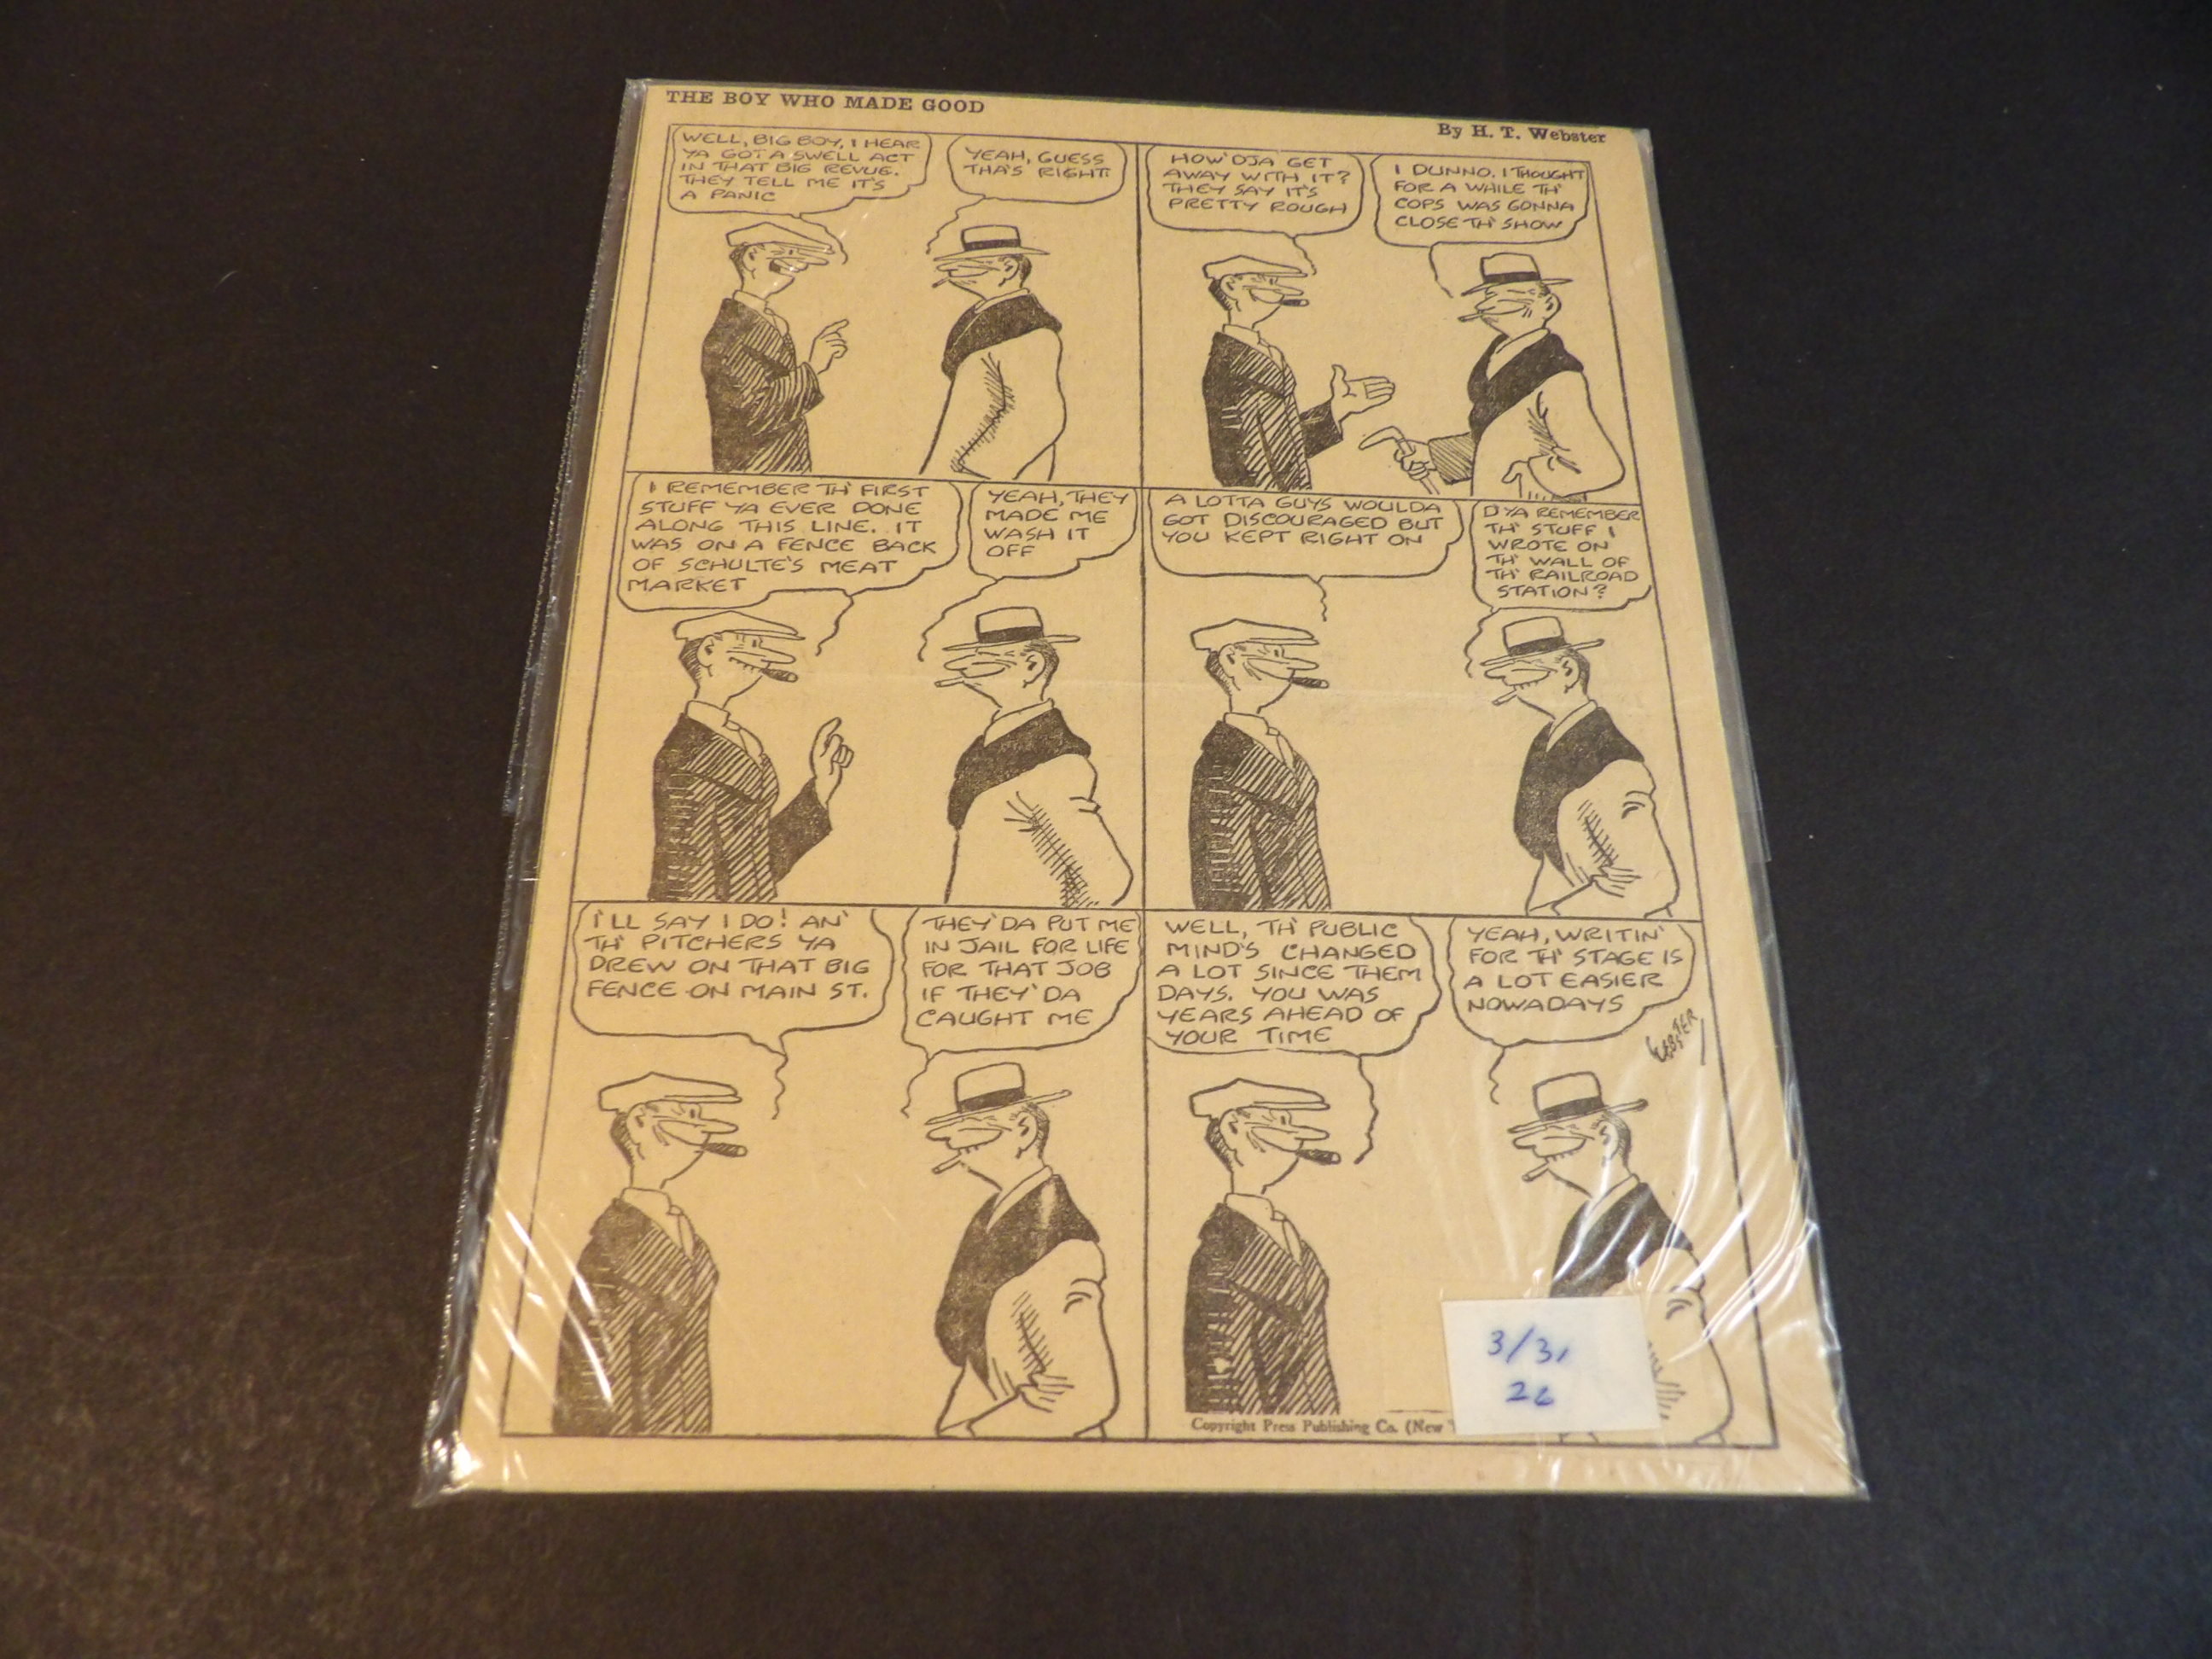 THE BOY WHO MADE GOOD
By H. T. Webster
WELL, BIG BOY, I HEAR
YA GOT A SWELL ACT
IN THAT BIG REVUE.
THEY TELL ME IT'S
A PANIC
YEAH, GUESS
THA'S RIGHT.
HOW'DJA GET
AWAY WITH IT?
THEY SAY IT'S
PRETTY ROUGH
I DUNNO. I THOUGHT
FOR A WHILE TH'
COPS WAS GONNA
CLOSE TH' SHOW
I REMEMBER TH' FIRST
STUFF YA EVER DONE
ALONG THIS LINE. IT
WAS ON A FENCE BACK
OF SCHULTE'S MEAT
MARKET
YEAH, THEY
MADE ME
WASH IT
OFF
A LOTTA GUYS WOULDA
GOT DISCOURAGED BUT
YOU KEPT RIGHT ON
D'YA REMEMBER
TH' STUFF I
WROTE ON
TH' WALL OF
TH' RAILROAD
STATION?
I'LL SAY I DO! AN'
TH' PITCHERS YA
DREW ON THAT BIG
FENCE ON MAIN ST.
THEY'DA PUT ME
IN JAIL FOR LIFE
FOR THAT JOB
IF THEY'DA
CAUGHT ME
WELL, TH' PUBLIC
MIND'S CHANGED
A LOT SINCE THEM
DAYS. YOU WAS
YEARS AHEAD OF
YOUR TIME
YEAH, WRITIN'
FOR TH' STAGE IS
A LOT EASIER
NOWADAYS
WEBSTER
3/31
26
Copyright Press Publishing Co. (New